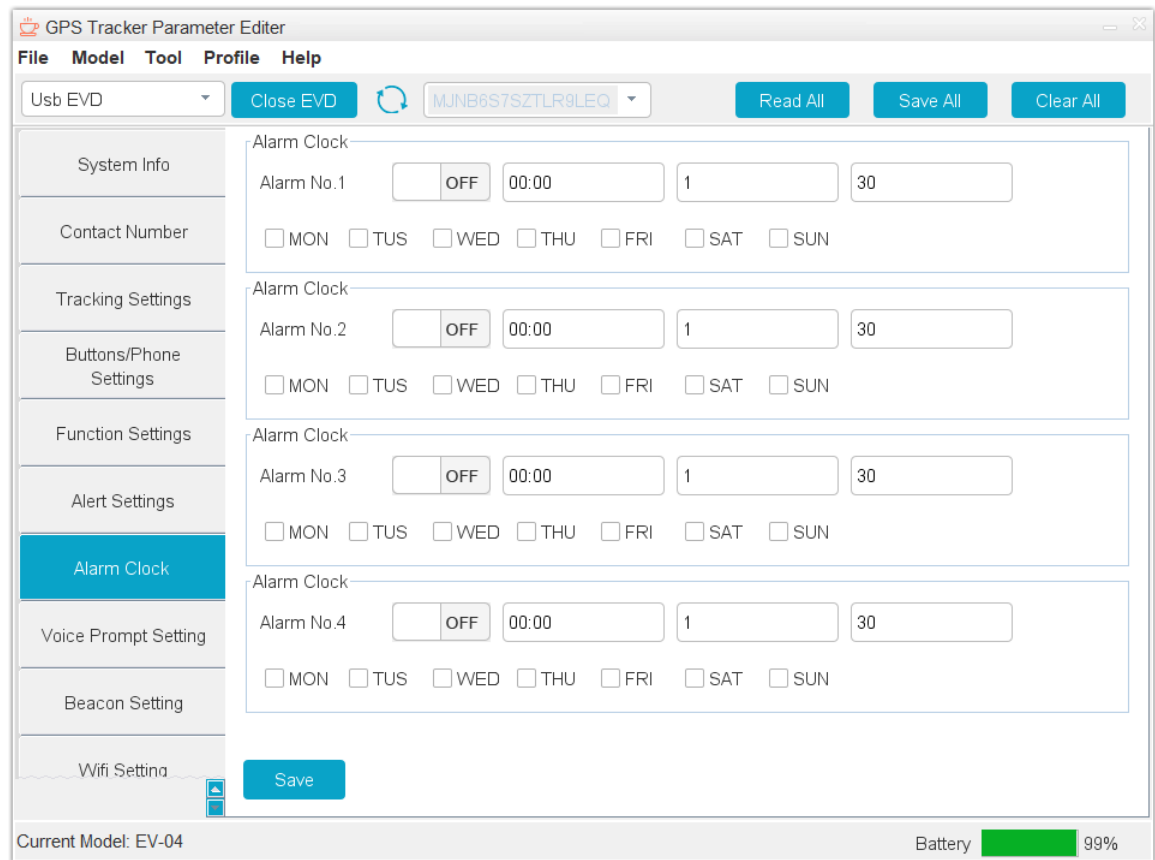 GPS Tracker Parameter Editer
File Model Tool Profile Help
Usb EVD Close EVD MJNB6S7SZTLR9LEQ Read All Save All Clear All
System Info
Contact Number
Tracking Settings
Buttons/Phone
Settings
Function Settings
Alert Settings
Alarm Clock
Voice Prompt Setting
Beacon Setting
Wifi Setting
Alarm Clock
Alarm No.1 OFF 00:00 1 30
MON TUS WED THU FRI SAT SUN
Alarm Clock
Alarm No.2 OFF 00:00 1 30
MON TUS WED THU FRI SAT SUN
Alarm Clock
Alarm No.3 OFF 00:00 1 30
MON TUS WED THU FRI SAT SUN
Alarm Clock
Alarm No.4 OFF 00:00 1 30
MON TUS WED THU FRI SAT SUN
Save
Current Model: EV-04 Battery 99%